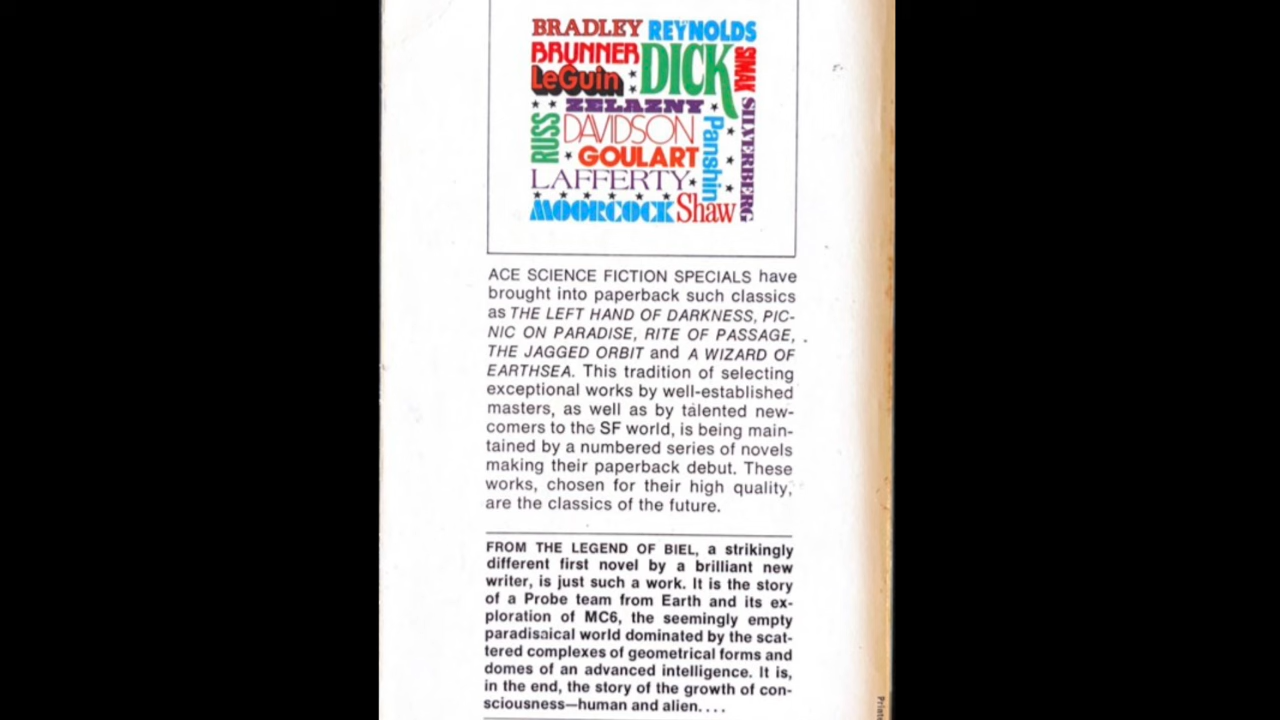 BRADLEY REYNOLDS
BRUNNER DICK SIMAK
LeGuin
ZELAZNY
RUSS DAVIDSON Panshin SILVERBERG
GOULART
LAFFERTY
MOORCOCK Shaw
ACE SCIENCE FICTION SPECIALS have
brought into paperback such classics
as THE LEFT HAND OF DARKNESS, PIC-
NIC ON PARADISE, RITE OF PASSAGE,
THE JAGGED ORBIT and A WIZARD OF
EARTHSEA. This tradition of selecting
exceptional works by well-established
masters, as well as by talented new-
comers to the SF world, is being main-
tained by a numbered series of novels
making their paperback debut. These
works, chosen for their high quality,
are the classics of the future.
FROM THE LEGEND OF BIEL, a strikingly
different first novel by a brilliant new
writer, is just such a work. It is the story
of a Probe team from Earth and its ex-
ploration of MC6, the seemingly empty
paradisaical world dominated by the scat-
tered complexes of geometrical forms and
domes of an advanced intelligence. It is,
in the end, the story of the growth of con-
sciousness—human and alien....